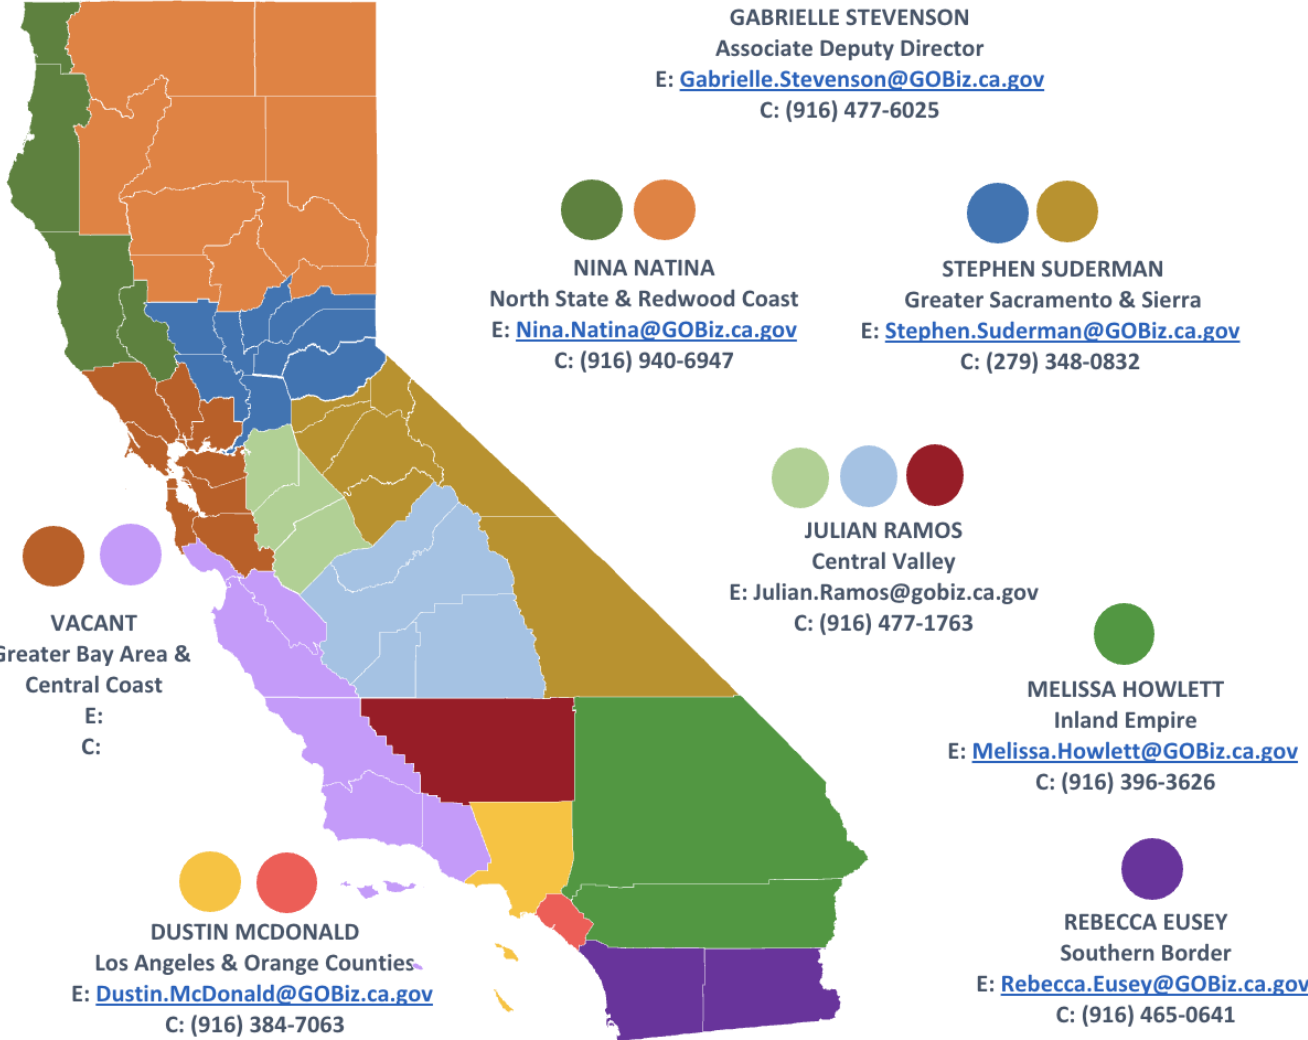 GABRIELLE STEVENSON
Associate Deputy Director
E: Gabrielle.Stevenson@GOBiz.ca.gov
C: (916) 477-6025
NINA NATINA
North State & Redwood Coast
E: Nina.Natina@GOBiz.ca.gov
C: (916) 940-6947
STEPHEN SUDERMAN
Greater Sacramento & Sierra
E: Stephen.Suderman@GOBiz.ca.gov
C: (279) 348-0832
JULIAN RAMOS
Central Valley
E: Julian.Ramos@gobiz.ca.gov
C: (916) 477-1763
VACANT
Greater Bay Area &
Central Coast
E:
C:
MELISSA HOWLETT
Inland Empire
E: Melissa.Howlett@GOBiz.ca.gov
C: (916) 396-3626
DUSTIN MCDONALD
Los Angeles & Orange Counties
E: Dustin.McDonald@GOBiz.ca.gov
C: (916) 384-7063
REBECCA EUSEY
Southern Border
E: Rebecca.Eusey@GOBiz.ca.gov
C: (916) 465-0641